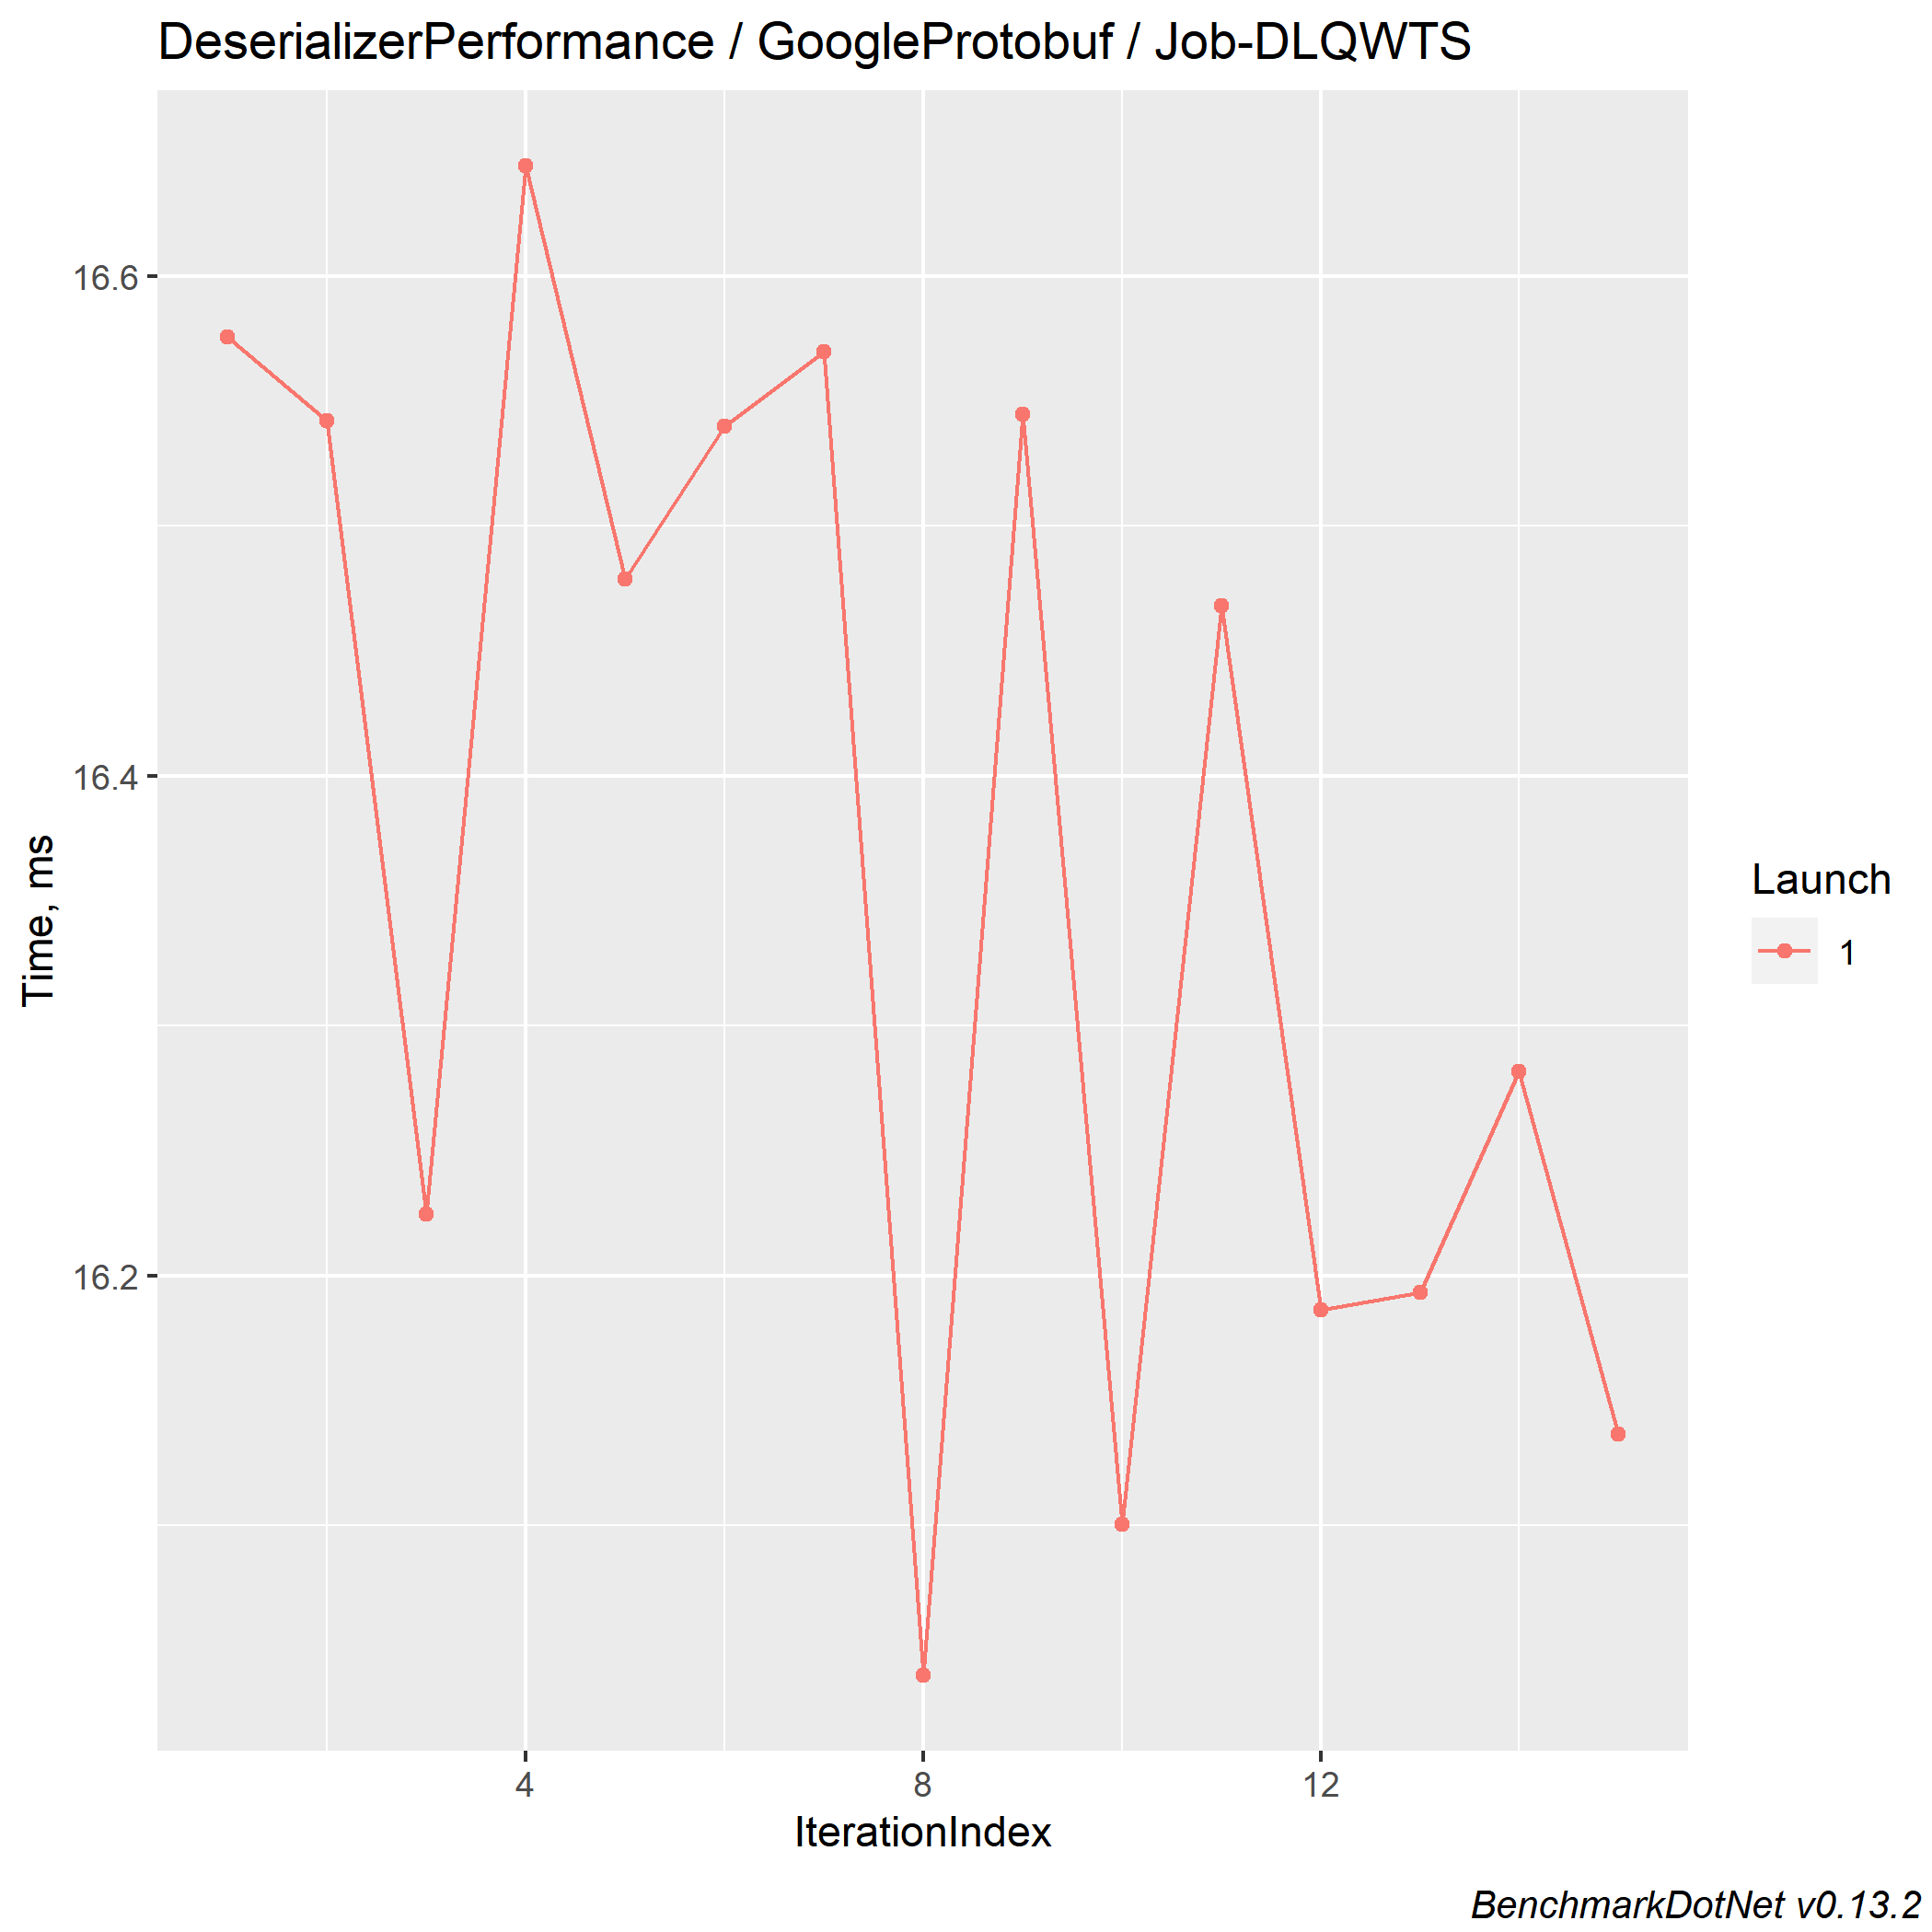 DeserializerPerformance / GoogleProtobuf / Job-DLQWTS
16.6
16.4
16.2
Time, ms
4 8 12
IterationIndex
Launch
1
BenchmarkDotNet v0.13.2